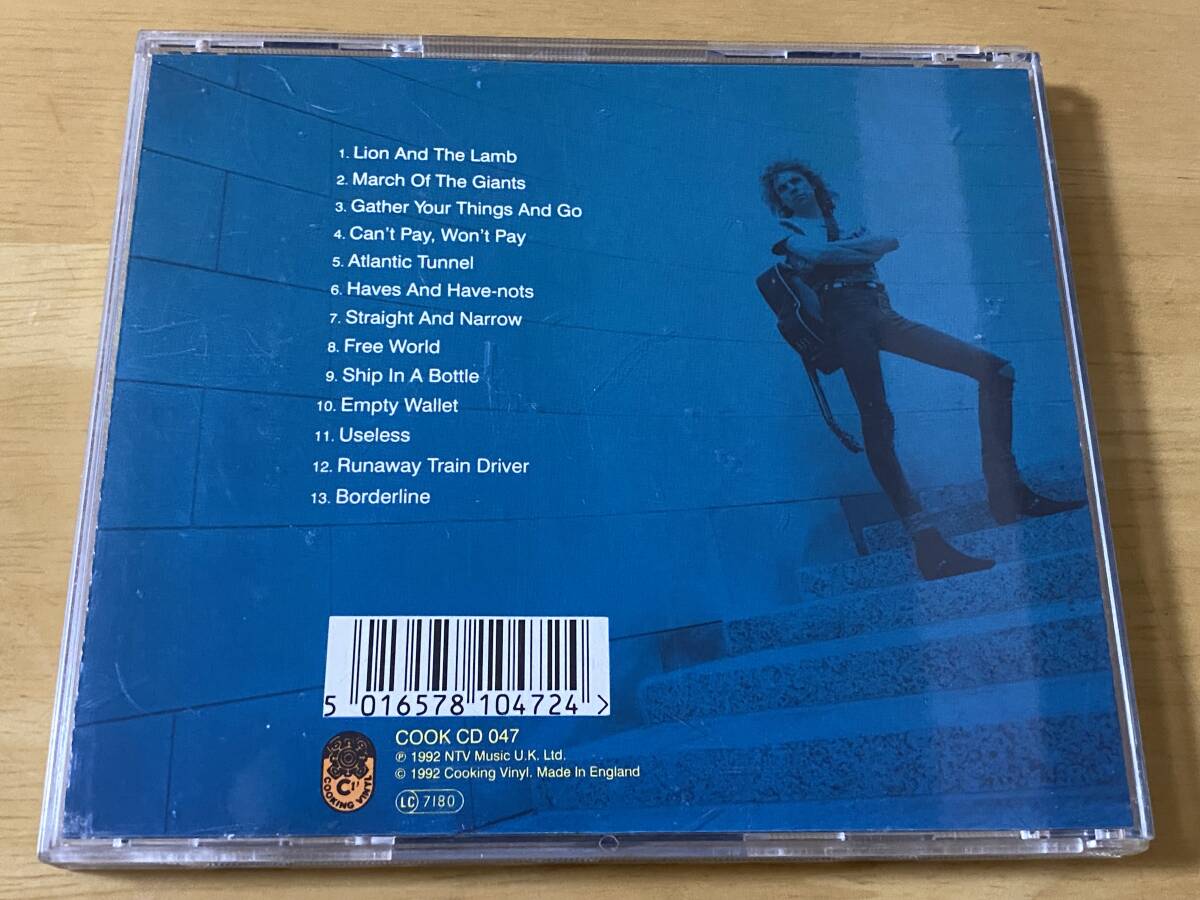 1. Lion And The Lamb
2. March Of The Giants
3. Gather Your Things And Go
4. Can't Pay, Won't Pay
5. Atlantic Tunnel
6. Haves And Have-nots
7. Straight And Narrow
8. Free World
9. Ship In A Bottle
10. Empty Wallet
11. Useless
12. Runaway Train Driver
13. Borderline
5 016578 104724 >
COOK CD 047
℗ 1992 NTV Music U.K. Ltd.
© 1992 Cooking Vinyl. Made In England
LC 7180
COOKING VINYL